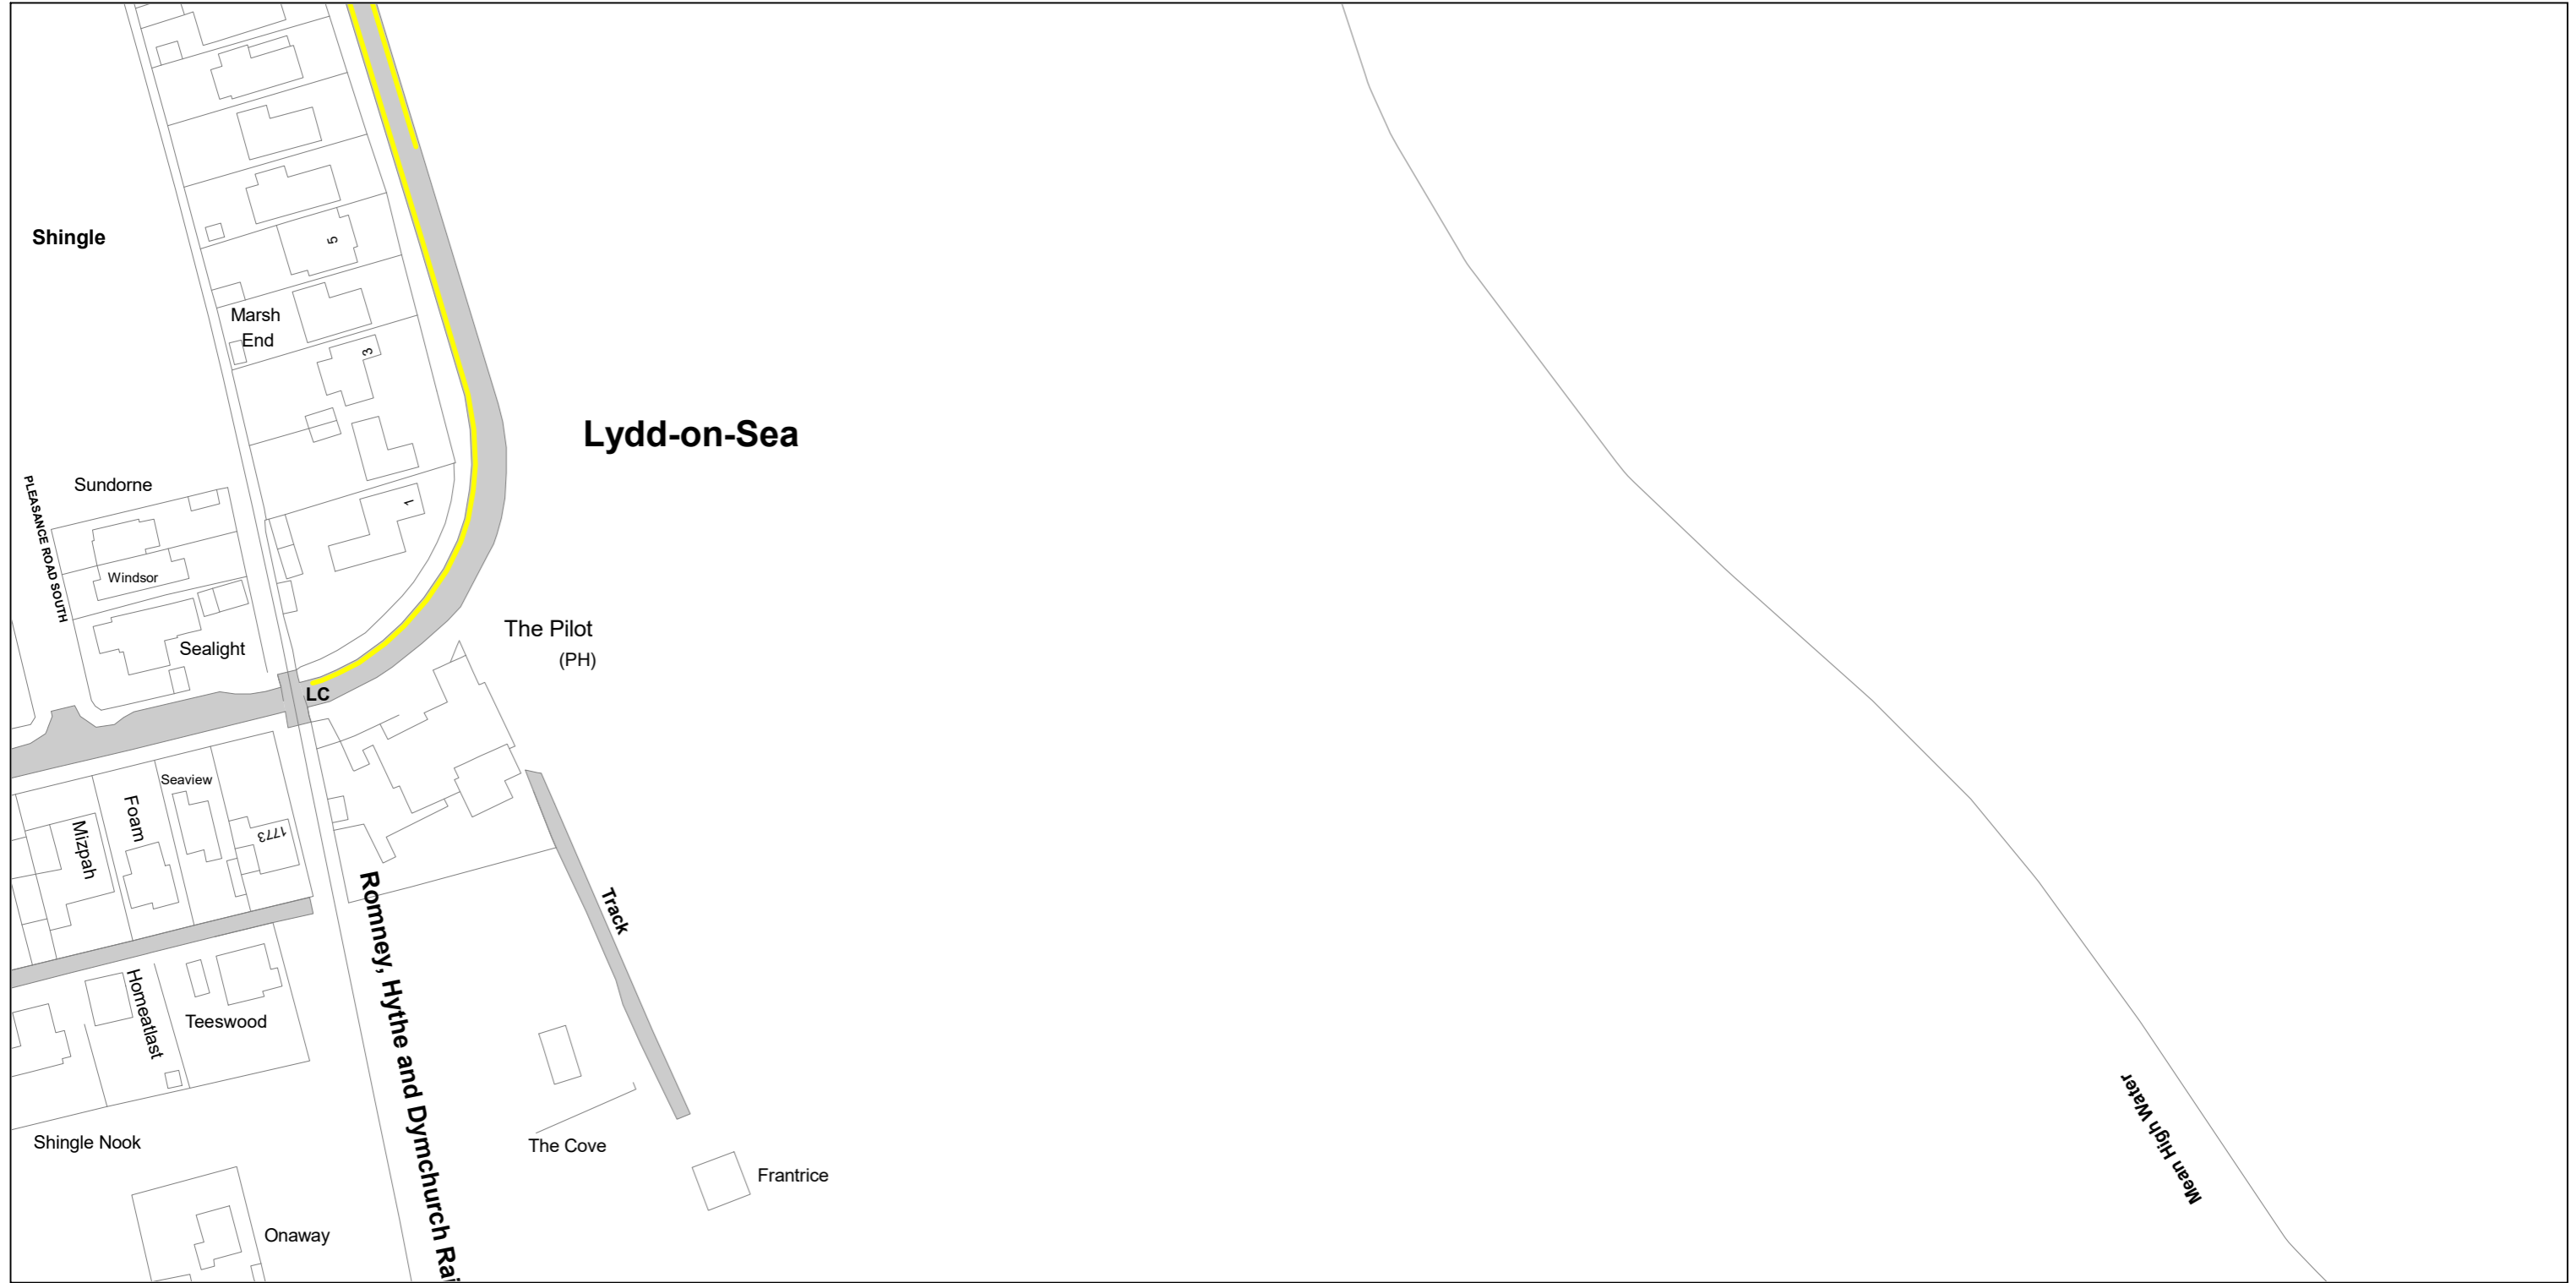 Shingle
5
Marsh
End
3
Lydd-on-Sea
PLEASANCE ROAD SOUTH
Sundorne
1
Windsor
Sealight
The Pilot
(PH)
LC
Seaview
Foam
Mizpah
1773
Romney, Hythe and Dymchurch Rai
Track
Homeatlast
Teeswood
Shingle Nook
The Cove
Frantrice
Onaway
Mean High Water